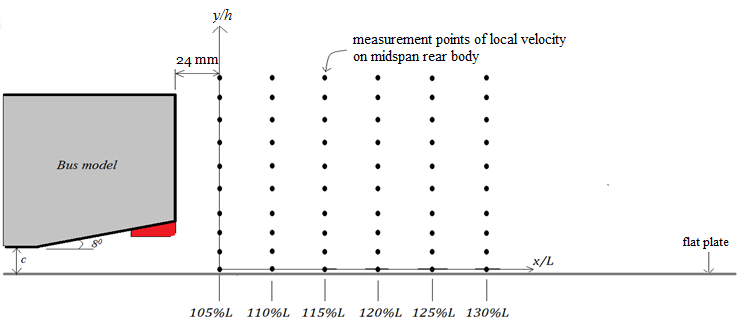 y/h
measurement points of local velocity
on midspan rear body
24 mm
Bus model
8⁰
c
flat plate
x/L
105%L 110%L 115%L 120%L 125%L 130%L